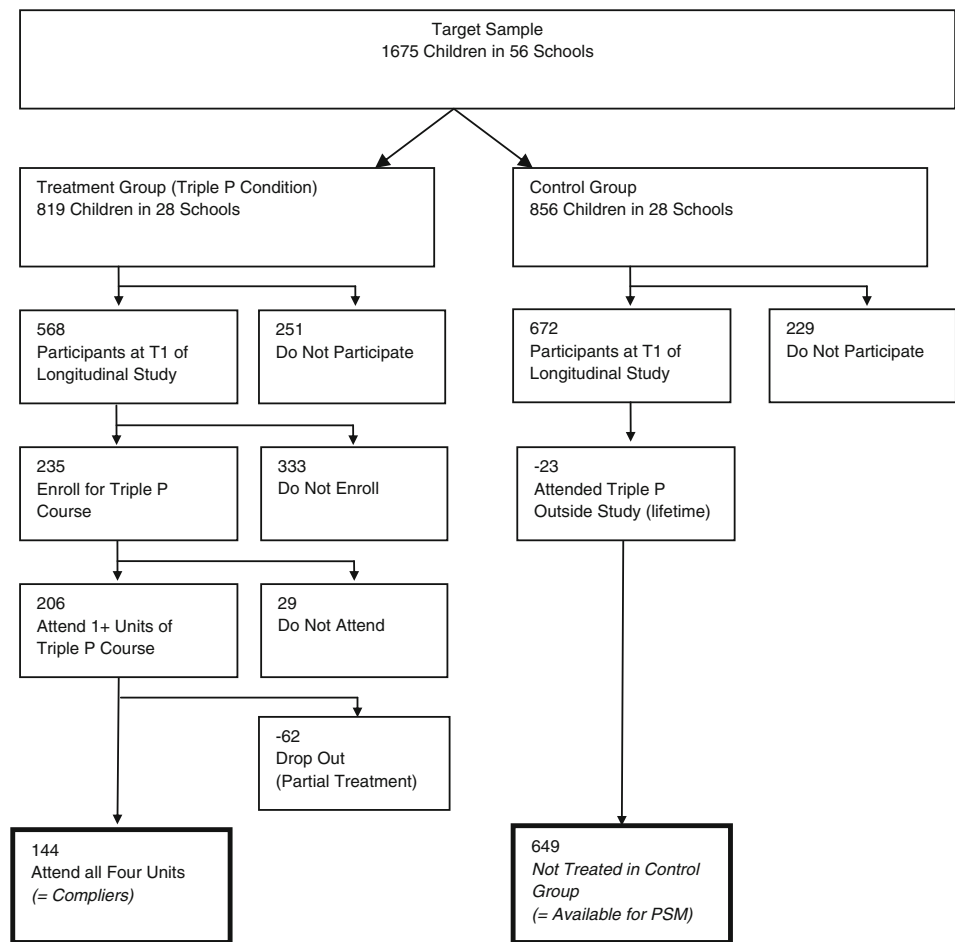 Target Sample
1675 Children in 56 Schools
Treatment Group (Triple P Condition)
819 Children in 28 Schools
Control Group
856 Children in 28 Schools
568
Participants at T1 of
Longitudinal Study
251
Do Not Participate
672
Participants at T1 of
Longitudinal Study
229
Do Not Participate
235
Enroll for Triple P
Course
333
Do Not Enroll
-23
Attended Triple P
Outside Study (lifetime)
206
Attend 1+ Units of
Triple P Course
29
Do Not Attend
-62
Drop Out
(Partial Treatment)
144
Attend all Four Units
(= Compliers)
649
Not Treated in Control
Group
(= Available for PSM)